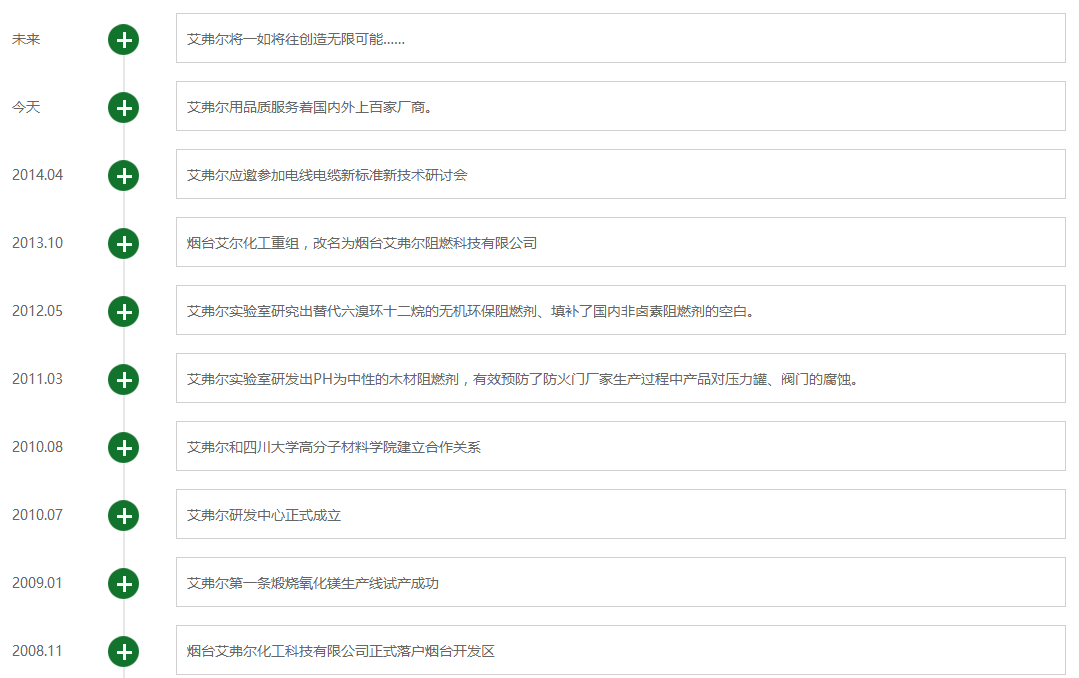 未来
艾弗尔将一如将往创造无限可能……
今天
艾弗尔用品质服务着国内外上百家厂商。
2014.04
艾弗尔应邀参加电线电缆新标准新技术研讨会
2013.10
烟台艾尔化工重组，改名为烟台艾弗尔阻燃科技有限公司
2012.05
艾弗尔实验室研究出替代六溴环十二烷的无机环保阻燃剂、填补了国内非卤素阻燃剂的空白。
2011.03
艾弗尔实验室研发出PH为中性的木材阻燃剂，有效预防了防火门厂家生产过程中产品对压力罐、阀门的腐蚀。
2010.08
艾弗尔和四川大学高分子材料学院建立合作关系
2010.07
艾弗尔研发中心正式成立
2009.01
艾弗尔第一条煅烧氧化镁生产线试产成功
2008.11
烟台艾弗尔化工科技有限公司正式落户烟台开发区